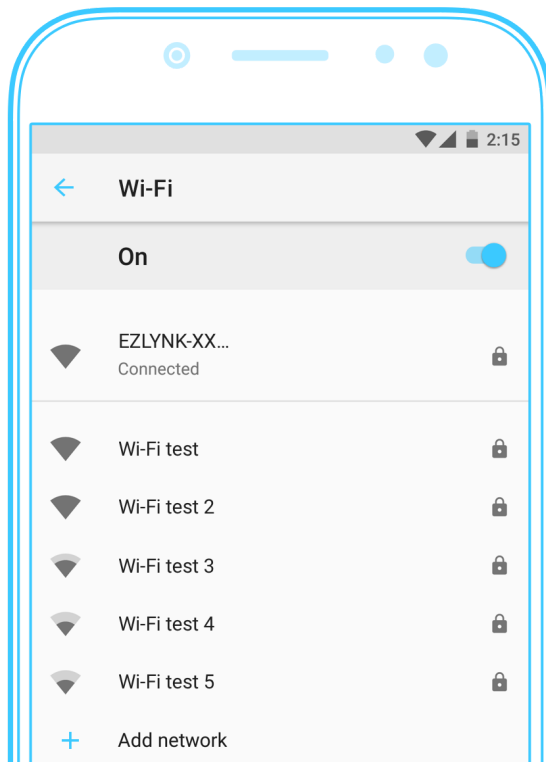 2:15
Wi-Fi
On
EZLYNK-XX...
Connected
Wi-Fi test
Wi-Fi test 2
Wi-Fi test 3
Wi-Fi test 4
Wi-Fi test 5
Add network